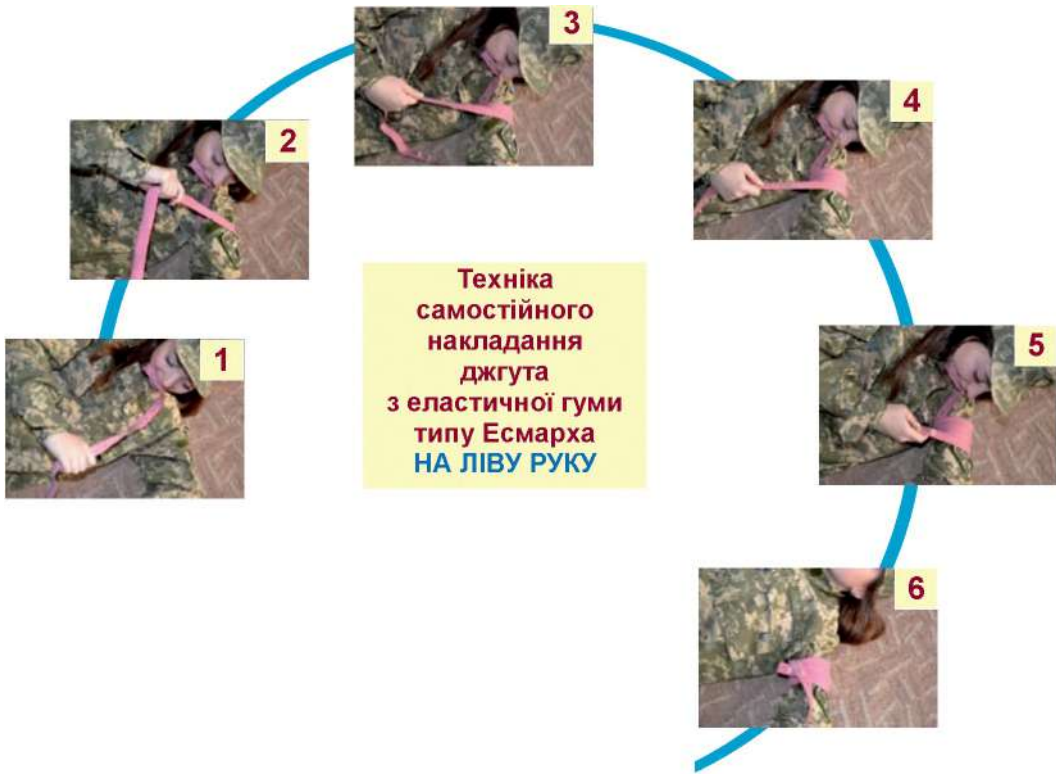 3
4
2
5
1
Техніка
самостійного
накладання
джгута
з еластичної гуми
типу Есмарха
НА ЛІВУ РУКУ
6